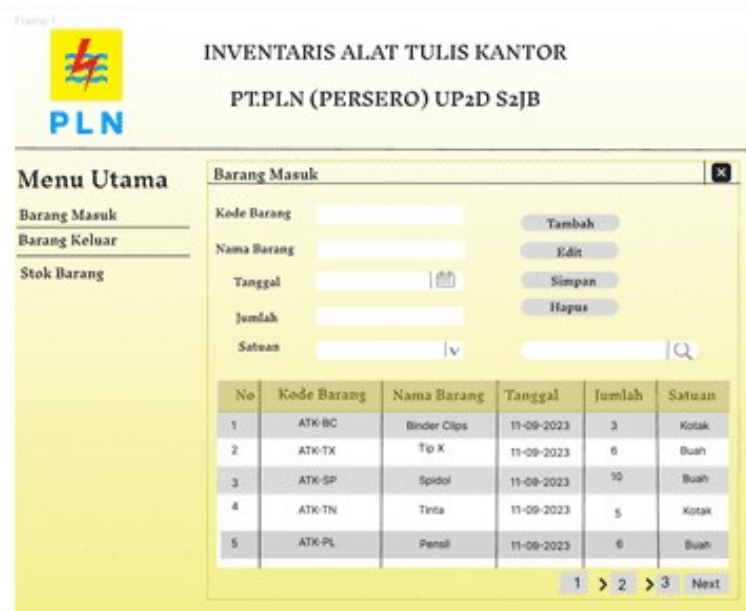 Frame 1
PLN
INVENTARIS ALAT TULIS KANTOR
PT.PLN (PERSERO) UP2D S2JB
Menu Utama
Barang Masuk
Barang Keluar
Stok Barang
Barang Masuk
Kode Barang
Nama Barang
Tanggal
Jumlah
Satuan
Tambah
Edit
Simpan
Hapus
No Kode Barang Nama Barang Tanggal Jumlah Satuan
1 ATK-BC Binder Clips 11-09-2023 3 Kotak
2 ATK-TX Tip X 11-09-2023 6 Buah
3 ATK-SP Spidol 11-09-2023 10 Buah
4 ATK-TN Tinta 11-09-2023 5 Kotak
5 ATK-PL Pensil 11-09-2023 6 Buah
1 > 2 > 3 Next